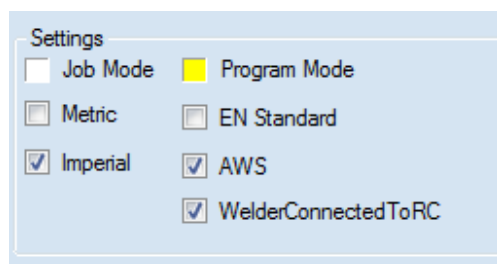 Settings
Job Mode
Program Mode
Metric
EN Standard
Imperial
AWS
WelderConnectedToRC